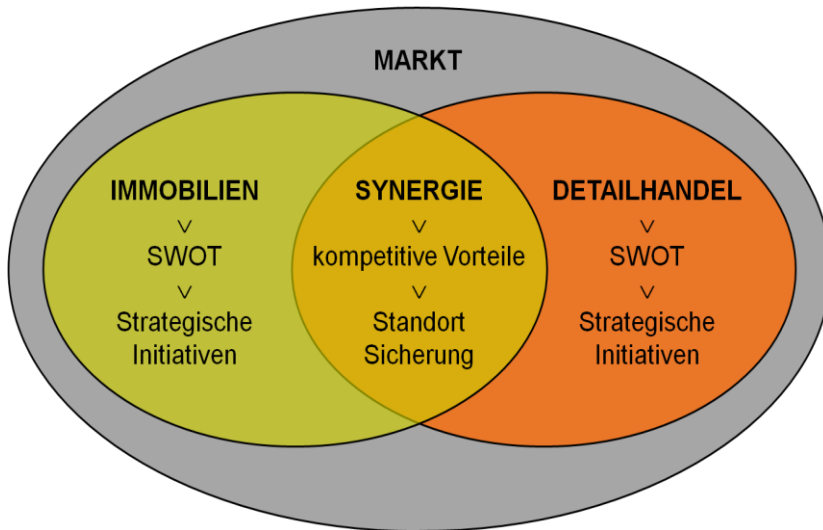 MARKT
IMMOBILIEN
˅
SWOT
˅
Strategische
Initiativen
SYNERGIE
˅
kompetitive Vorteile
˅
Standort
Sicherung
DETAILHANDEL
˅
SWOT
˅
Strategische
Initiativen